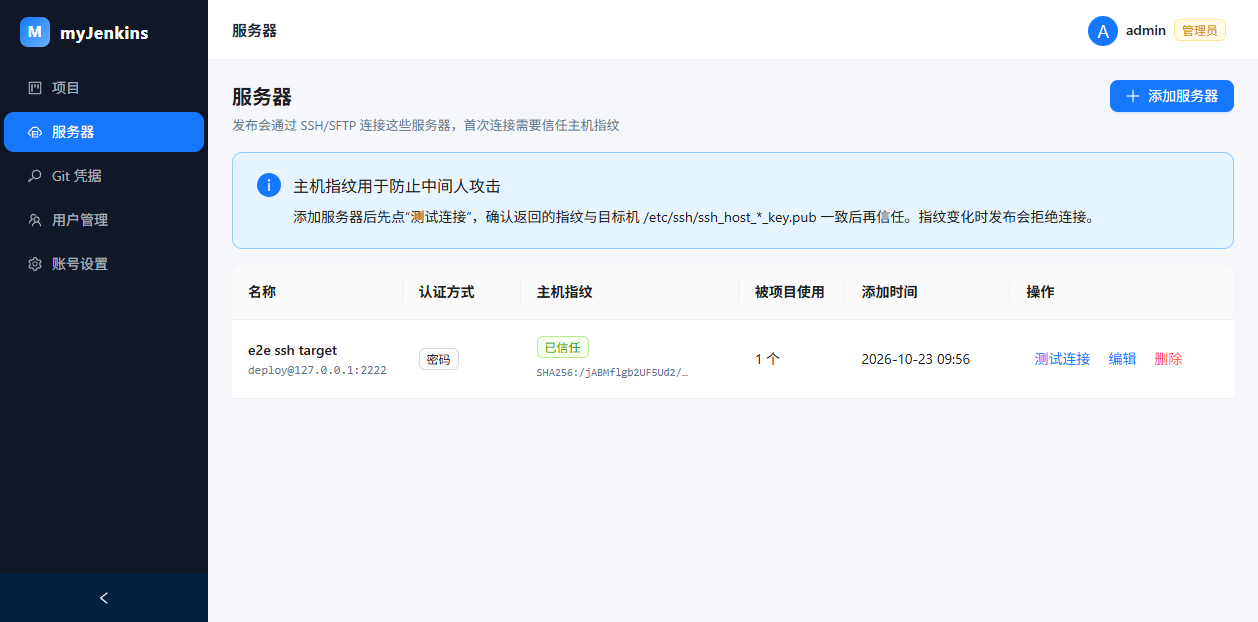 M myJenkins
项目
服务器
Git 凭据
用户管理
账号设置
服务器
A admin 管理员
服务器
添加服务器
发布会通过 SSH/SFTP 连接这些服务器，首次连接需要信任主机指纹
主机指纹用于防止中间人攻击
添加服务器后先点“测试连接”，确认返回的指纹与目标机 /etc/ssh/ssh_host_*_key.pub 一致后再信任。指纹变化时发布会拒绝连接。
名称 认证方式 主机指纹 被项目使用 添加时间 操作
e2e ssh target
deploy@127.0.0.1:2222
密码
已信任
SHA256:/jABMflgb2UF5Ud2/…
1 个
2026-10-23 09:56
测试连接 编辑 删除